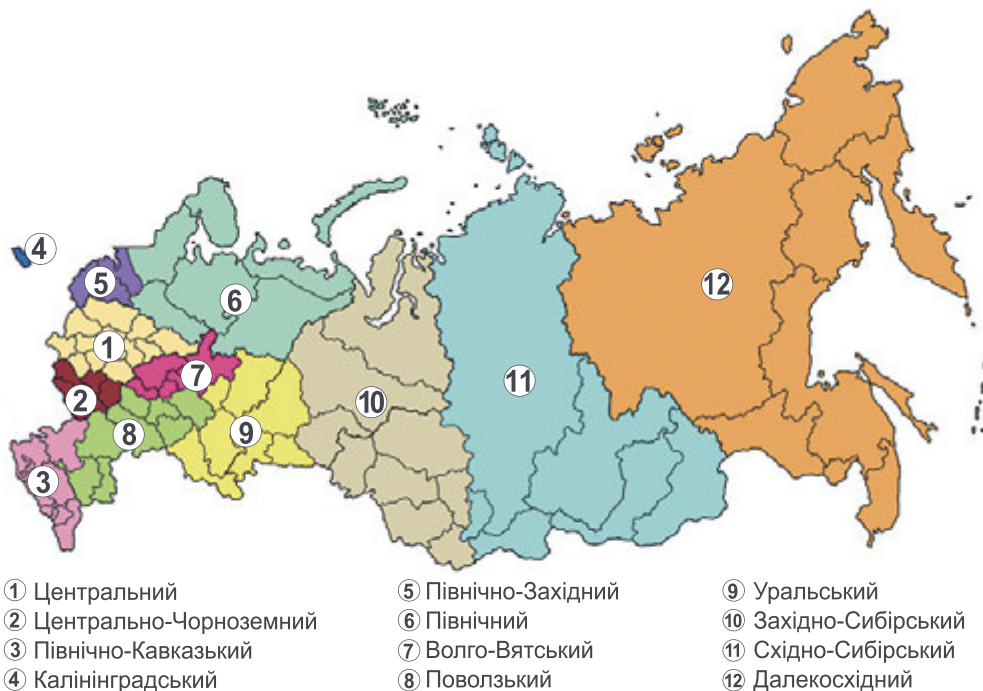 12
4
5
6
1
7
11
2
10
8
9
3
1 Центральний
2 Центрально-Чорноземний
3 Північно-Кавказький
4 Калінінградський
5 Північно-Західний
6 Північний
7 Волго-Вятський
8 Поволзький
9 Уральський
10 Західно-Сибірський
11 Східно-Сибірський
12 Далекосхідний